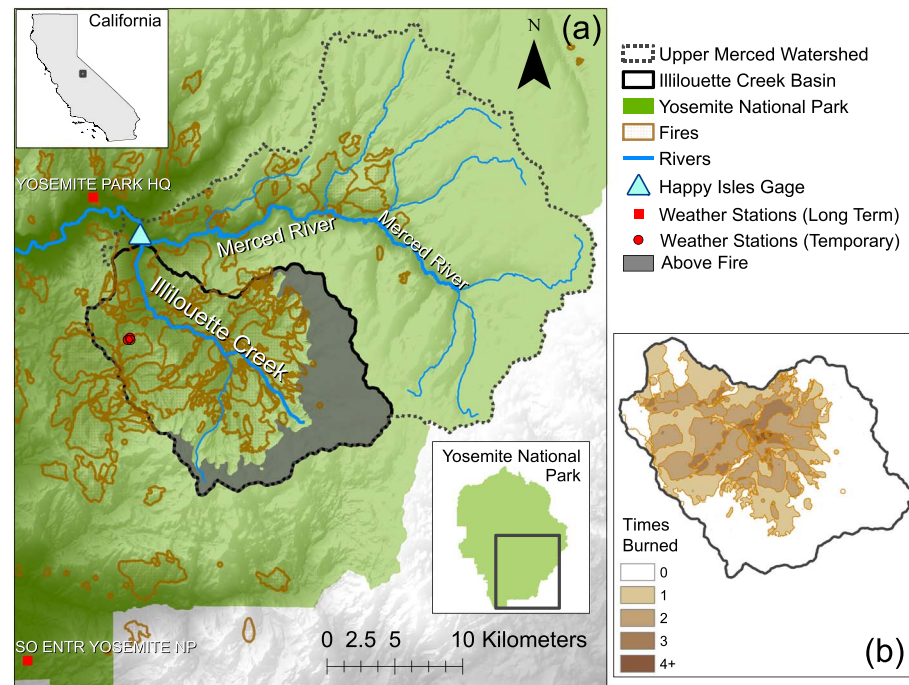 California
N
(a)
YOSEMITE PARK HQ
Merced River
Merced River
Illilouette Creek
Yosemite National
Park
SO ENTR YOSEMITE NP
0 2.5 5 10 Kilometers
Upper Merced Watershed
Illilouette Creek Basin
Yosemite National Park
Fires
Rivers
Happy Isles Gage
Weather Stations (Long Term)
Weather Stations (Temporary)
Above Fire
Times
Burned
0
1
2
3
4+
(b)